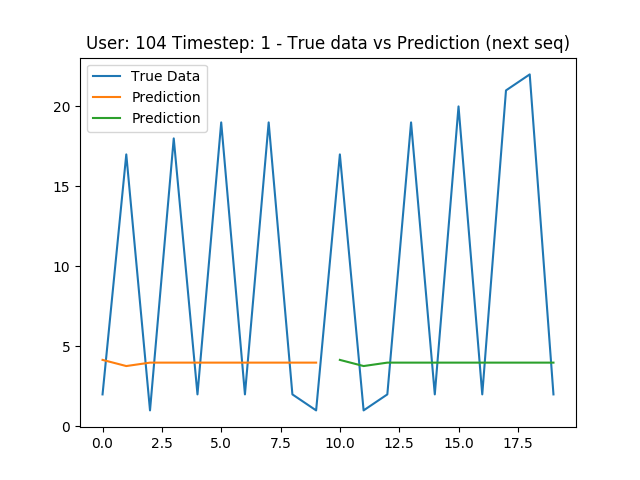 User: 104 Timestep: 1 - True data vs Prediction (next seq)
True Data
Prediction
Prediction
20
15
10
5
0
0.0 2.5 5.0 7.5 10.0 12.5 15.0 17.5